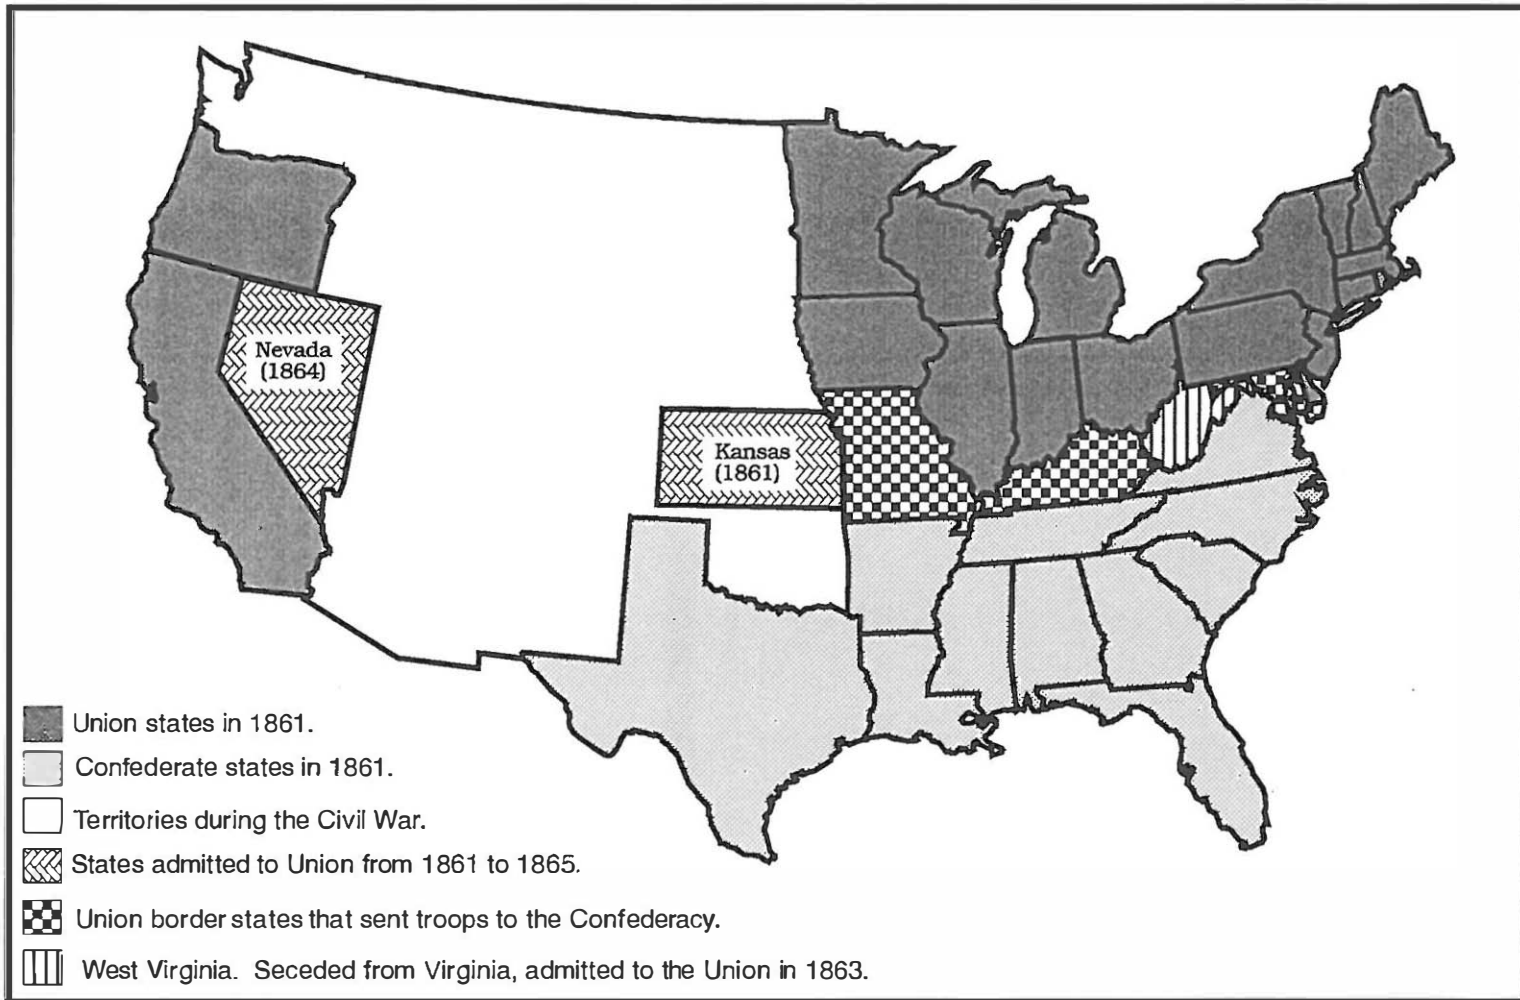 Nevada
(1864)
Kansas
(1861)
Union states in 1861.
Confederate states in 1861.
Territories during the Civil War.
States admitted to Union from 1861 to 1865.
Union border states that sent troops to the Confederacy.
West Virginia. Seceded from Virginia, admitted to the Union in 1863.